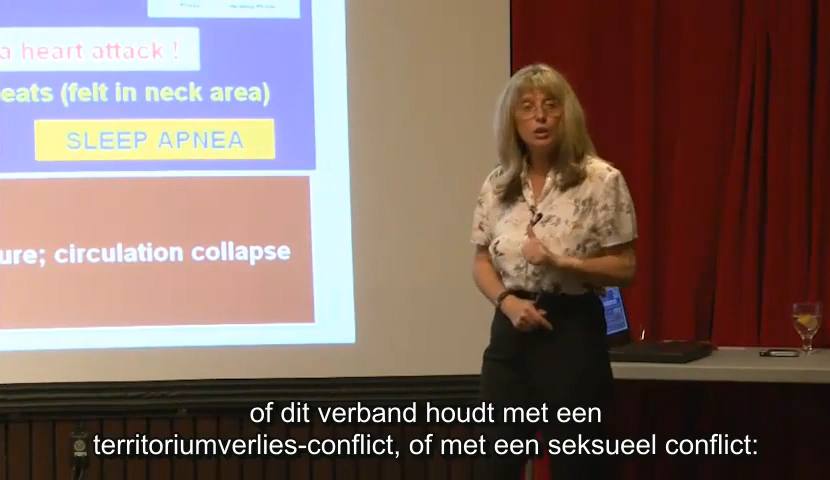 a heart attack !
eats (felt in neck area)
SLEEP APNEA
ure; circulation collapse
of dit verband houdt met een
territoriumverlies-conflict, of met een seksueel conflict: